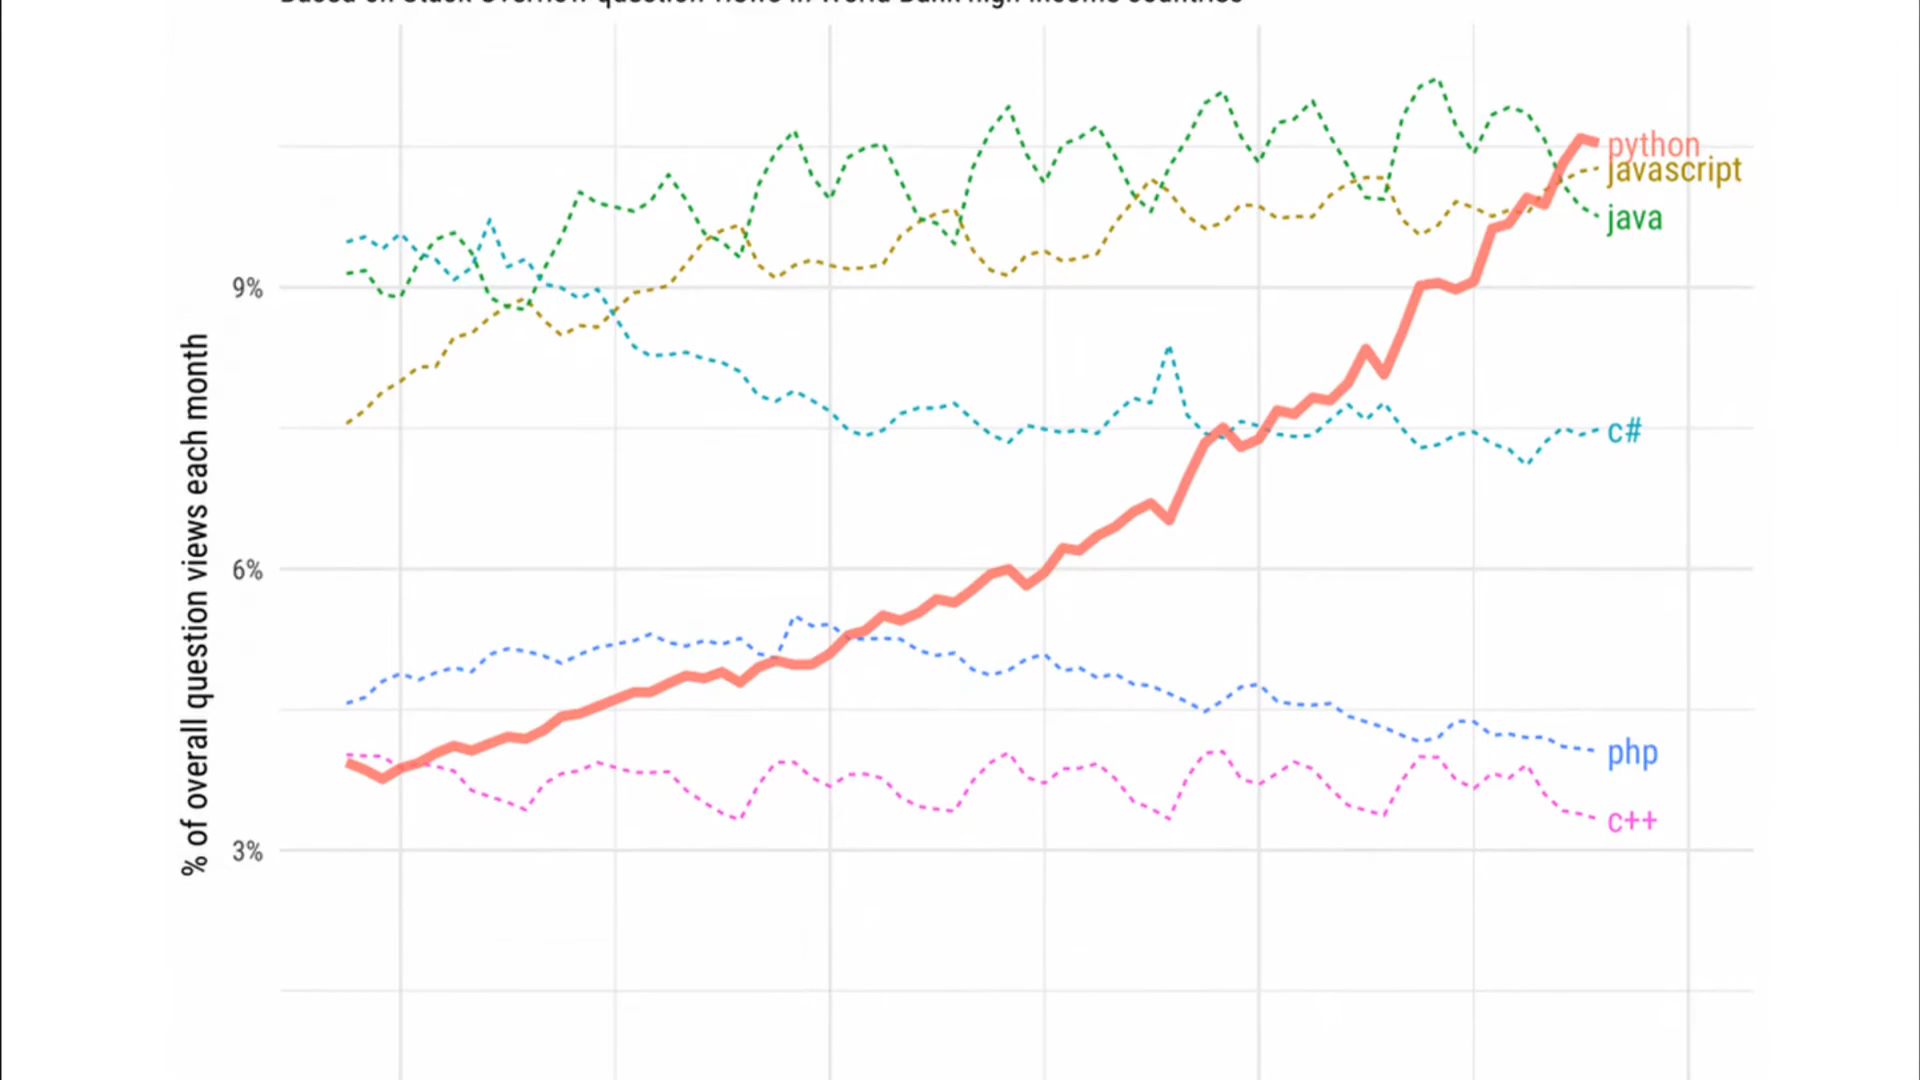 Based on Stack Overflow question views in World Bank high-income countries
python
javascript
java
9%
c#
% of overall question views each month
6%
php
c++
3%